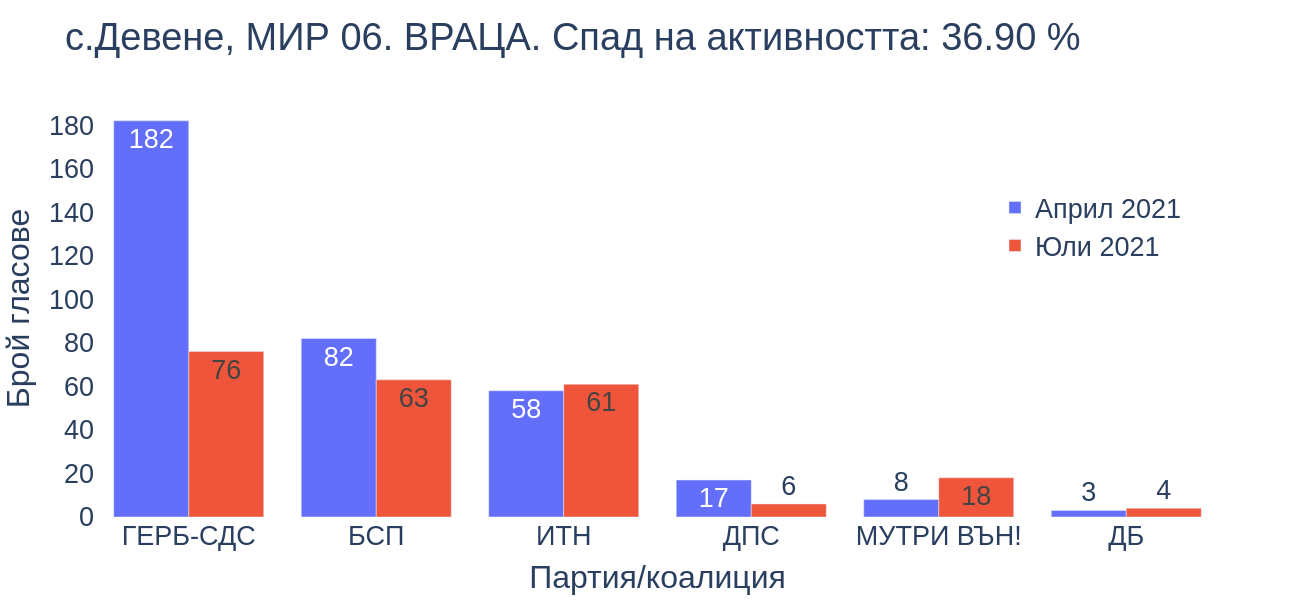 с.Девене, МИР 06. ВРАЦА. Спад на активността: 36.90 %
Брой гласове
180
160
140
120
100
80
60
40
20
0
182
76
82
63
58
61
17
6
8
18
3
4
Април 2021
Юли 2021
ГЕРБ-СДС
БСП
ИТН
ДПС
МУТРИ ВЪН!
ДБ
Партия/коалиция